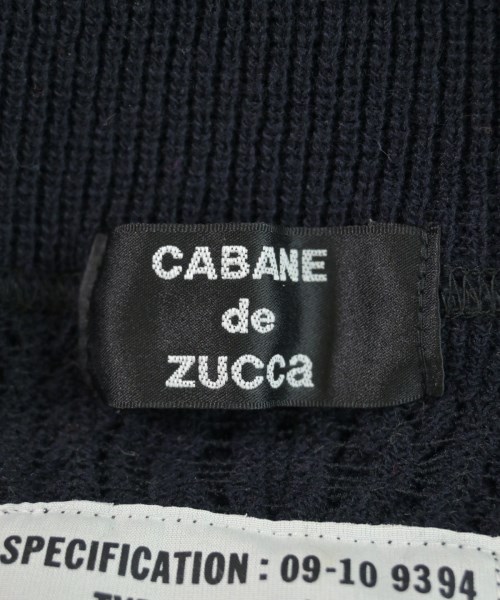 CABANE
de
zucca
SPECIFICATION : 09-10 9394